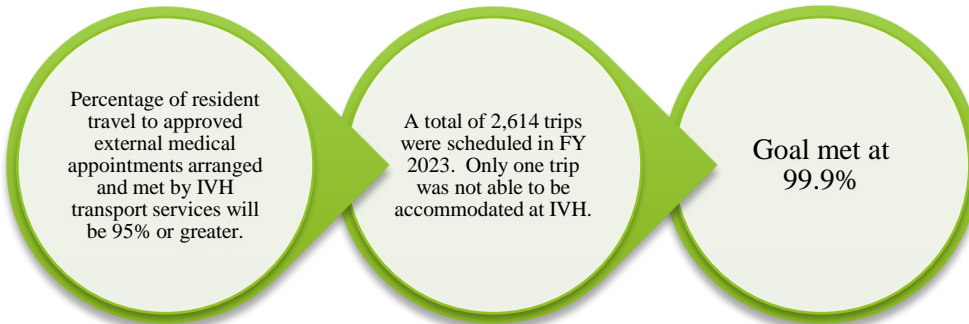 Percentage of resident
travel to approved
external medical
appointments arranged
and met by IVH
transport services will
be 95% or greater.
A total of 2,614 trips
were scheduled in FY
2023.  Only one trip
was not able to be
accommodated at IVH.
Goal met at
99.9%